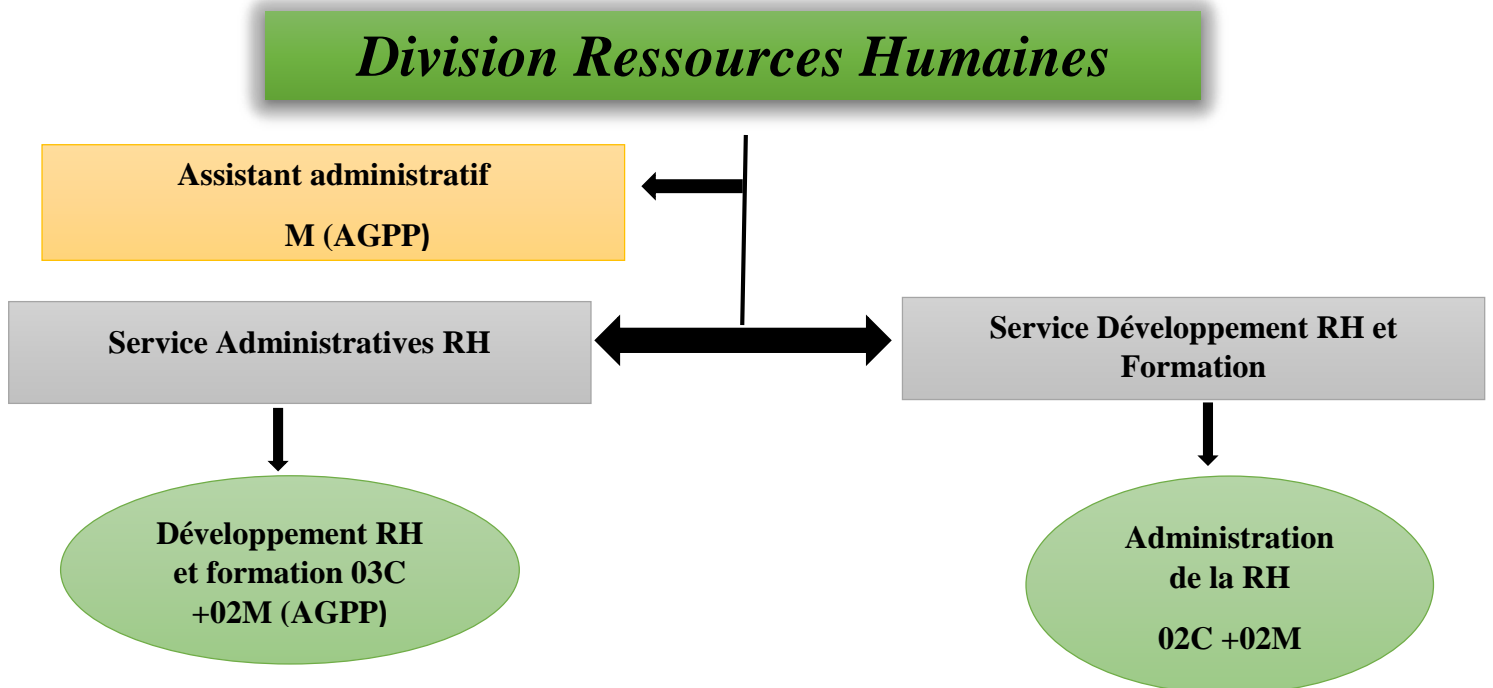 Division Ressources Humaines
Assistant administratif
M (AGPP)
Service Administratives RH
Service Développement RH et
Formation
Développement RH
et formation 03C
+02M (AGPP)
Administration
de la RH
02C +02M